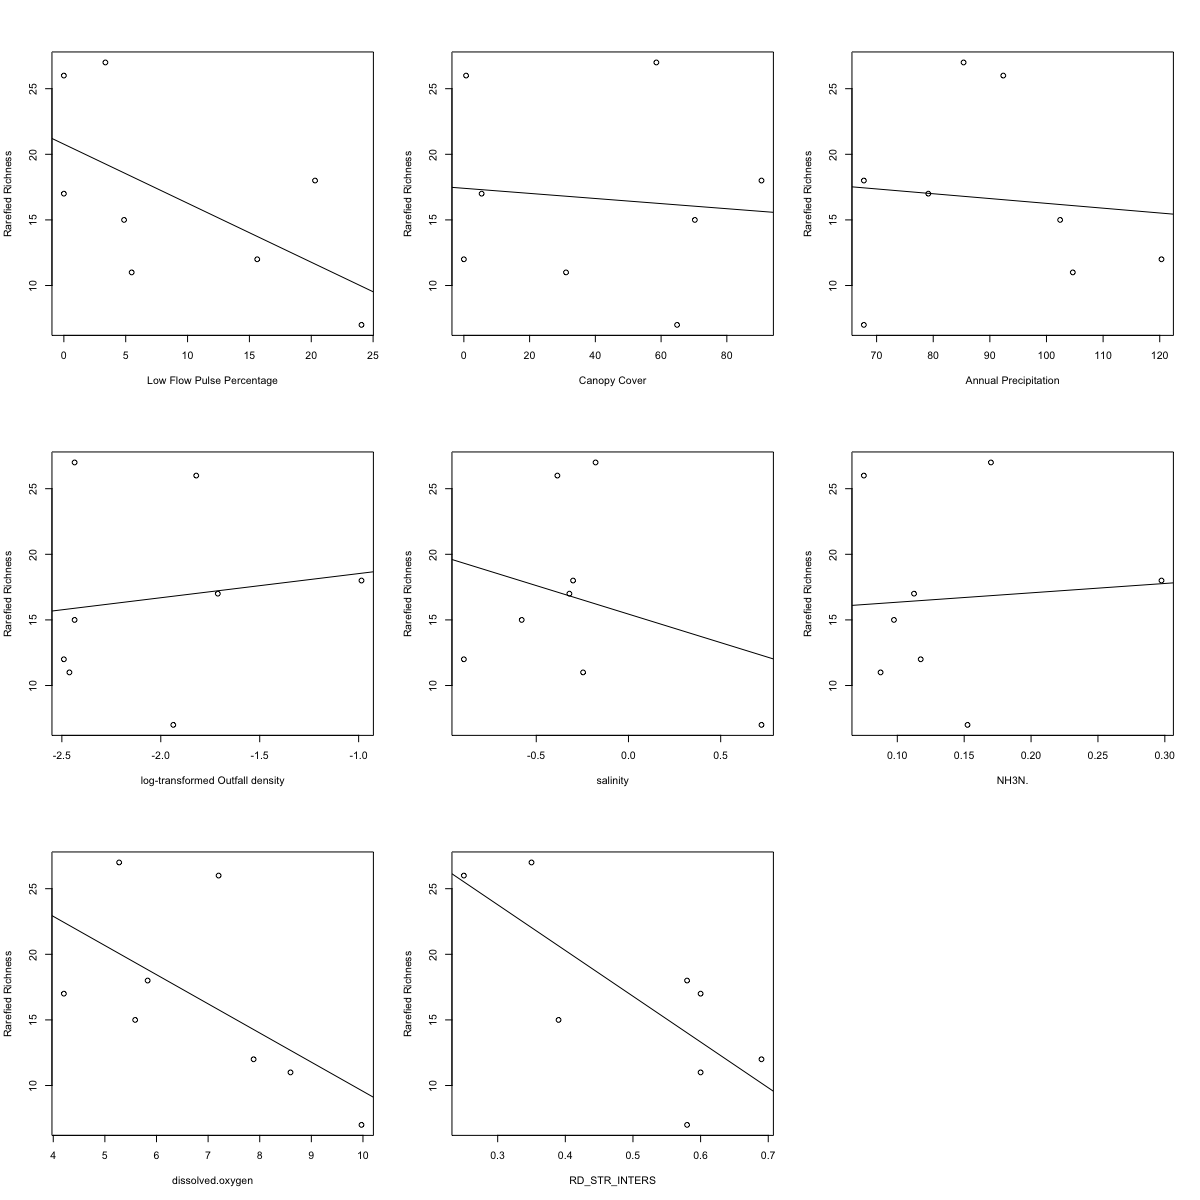 Rarefied Richness
25
20
15
10
0 5 10 15 20 25
Low Flow Pulse Percentage
Rarefied Richness
25
20
15
10
0 20 40 60 80
Canopy Cover
Rarefied Richness
25
20
15
10
70 80 90 100 110 120
Annual Precipitation
Rarefied Richness
25
20
15
10
-2.5 -2.0 -1.5 -1.0
log-transformed Outfall density
Rarefied Richness
25
20
15
10
-0.5 0.0 0.5
salinity
Rarefied Richness
25
20
15
10
0.10 0.15 0.20 0.25 0.30
NH3N.
Rarefied Richness
25
20
15
10
4 5 6 7 8 9 10
dissolved.oxygen
Rarefied Richness
25
20
15
10
0.3 0.4 0.5 0.6 0.7
RD_STR_INTERS